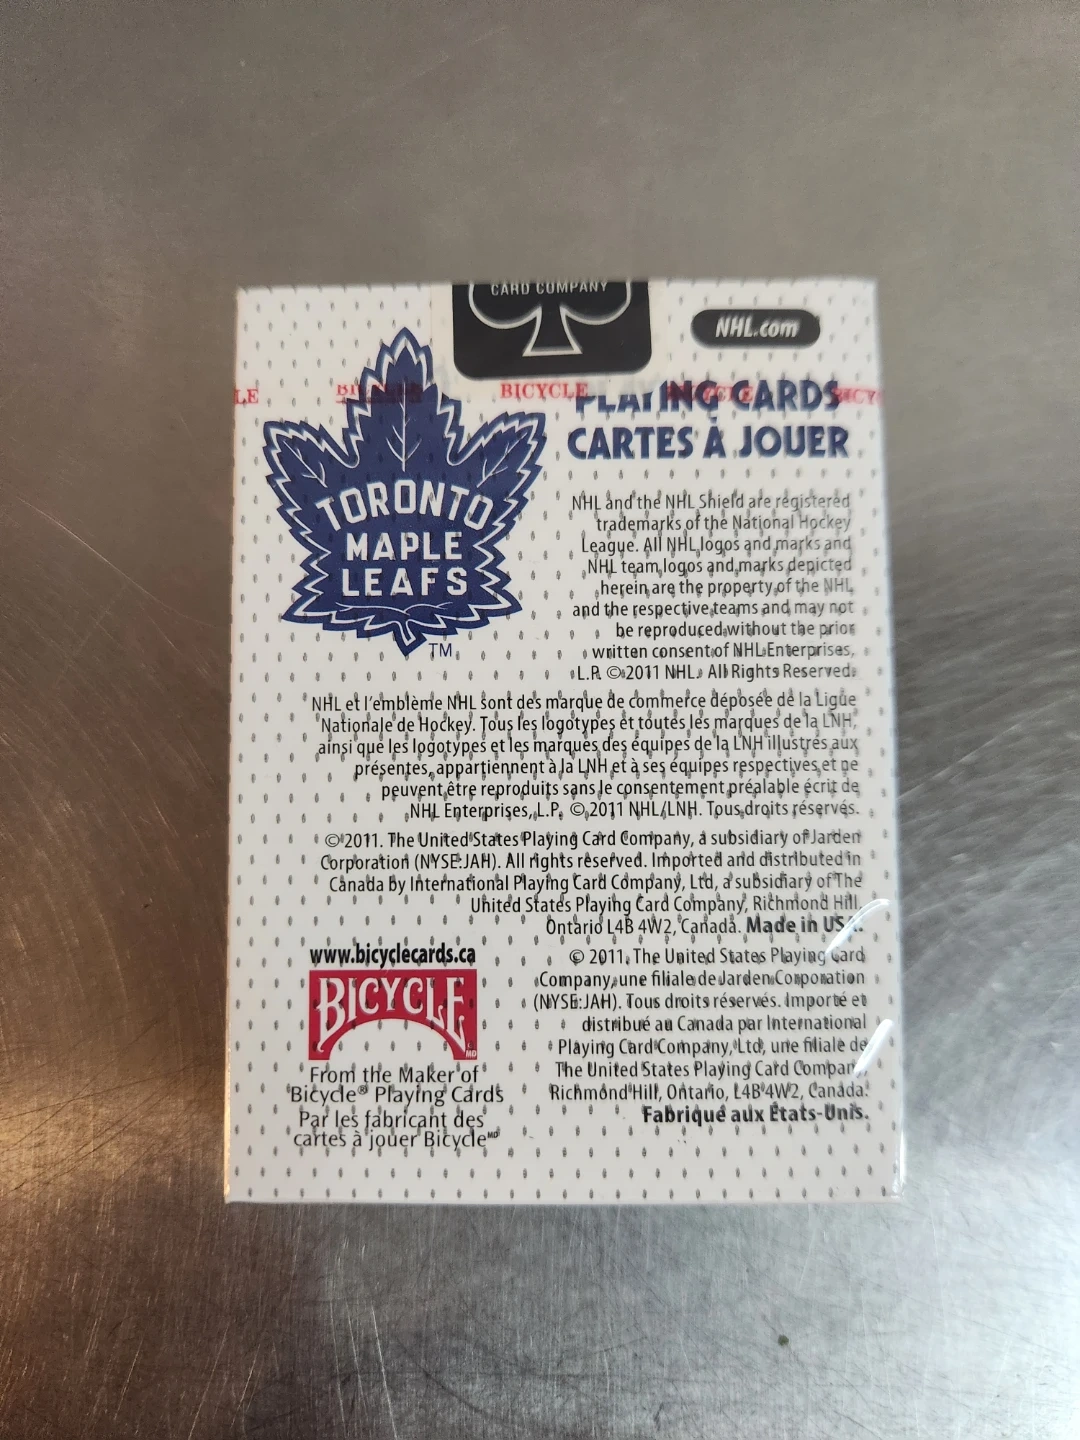 CARD COMPANY
NHL.com
LE BICYCLE BICYCLE BICYCLE BICY
PLAYING CARDS
CARTES À JOUER
TORONTO
MAPLE
LEAFS
TM
NHL and the NHL Shield are registered
trademarks of the National Hockey
League. All NHL logos and marks and
NHL team logos and marks depicted
herein are the property of the NHL
and the respective teams and may not
be reproduced without the prior
written consent of NHL Enterprises,
L.P. © 2011 NHL. All Rights Reserved.
NHL et l'emblème NHL sont des marque de commerce déposée de la Ligue
Nationale de Hockey. Tous les logotypes et toutes les marques de la LNH,
ainsi que les logotypes et les marques des équipes de la LNH illustrés aux
présentes, appartiennent à la LNH et à ses équipes respectives et ne
peuvent être reproduits sans le consentement préalable écrit de
NHL Enterprises, L.P. © 2011 NHL/LNH. Tous droits réservés.
©2011. The United States Playing Card Company, a subsidiary of Jarden
Corporation (NYSE:JAH). All rights reserved. Imported and distributed in
Canada by International Playing Card Company, Ltd, a subsidiary of The
United States Playing Card Company, Richmond Hill,
Ontario L4B 4W2, Canada. Made in USA.
© 2011, The United States Playing Card
Company, une filiale de Jarden Corporation
(NYSE:JAH). Tous droits réservés. Importé et
distribué au Canada par International
Playing Card Company, Ltd, une filiale de
The United States Playing Card Company,
Richmond Hill, Ontario, L4B 4W2, Canada.
Fabriqué aux États-Unis.
www.bicyclecards.ca
BICYCLE
MD
From the Maker of
Bicycle® Playing Cards
Par les fabricant des
cartes à jouer Bicycle MD